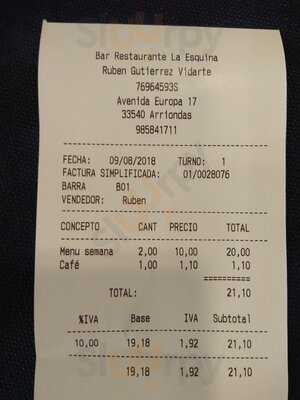 Bar Restaurante La Esquina
Ruben Gutierrez Vidarte
76964593S
Avenida Europa 17
33540 Arriondas
985841711
FECHA: 09/08/2018 TURNO: 1
FACTURA SIMPLIFICADA: 01/0028076
BARRA B01
VENDEDOR: Ruben
CONCEPTO CANT PRECIO TOTAL
Menu semana 2,00 10,00 20,00
Café 1,00 1,10 1,10
==========
TOTAL: 21,10
%IVA Base IVA Subtotal
10,00 19,18 1,92 21,10
19,18 1,92 21,10